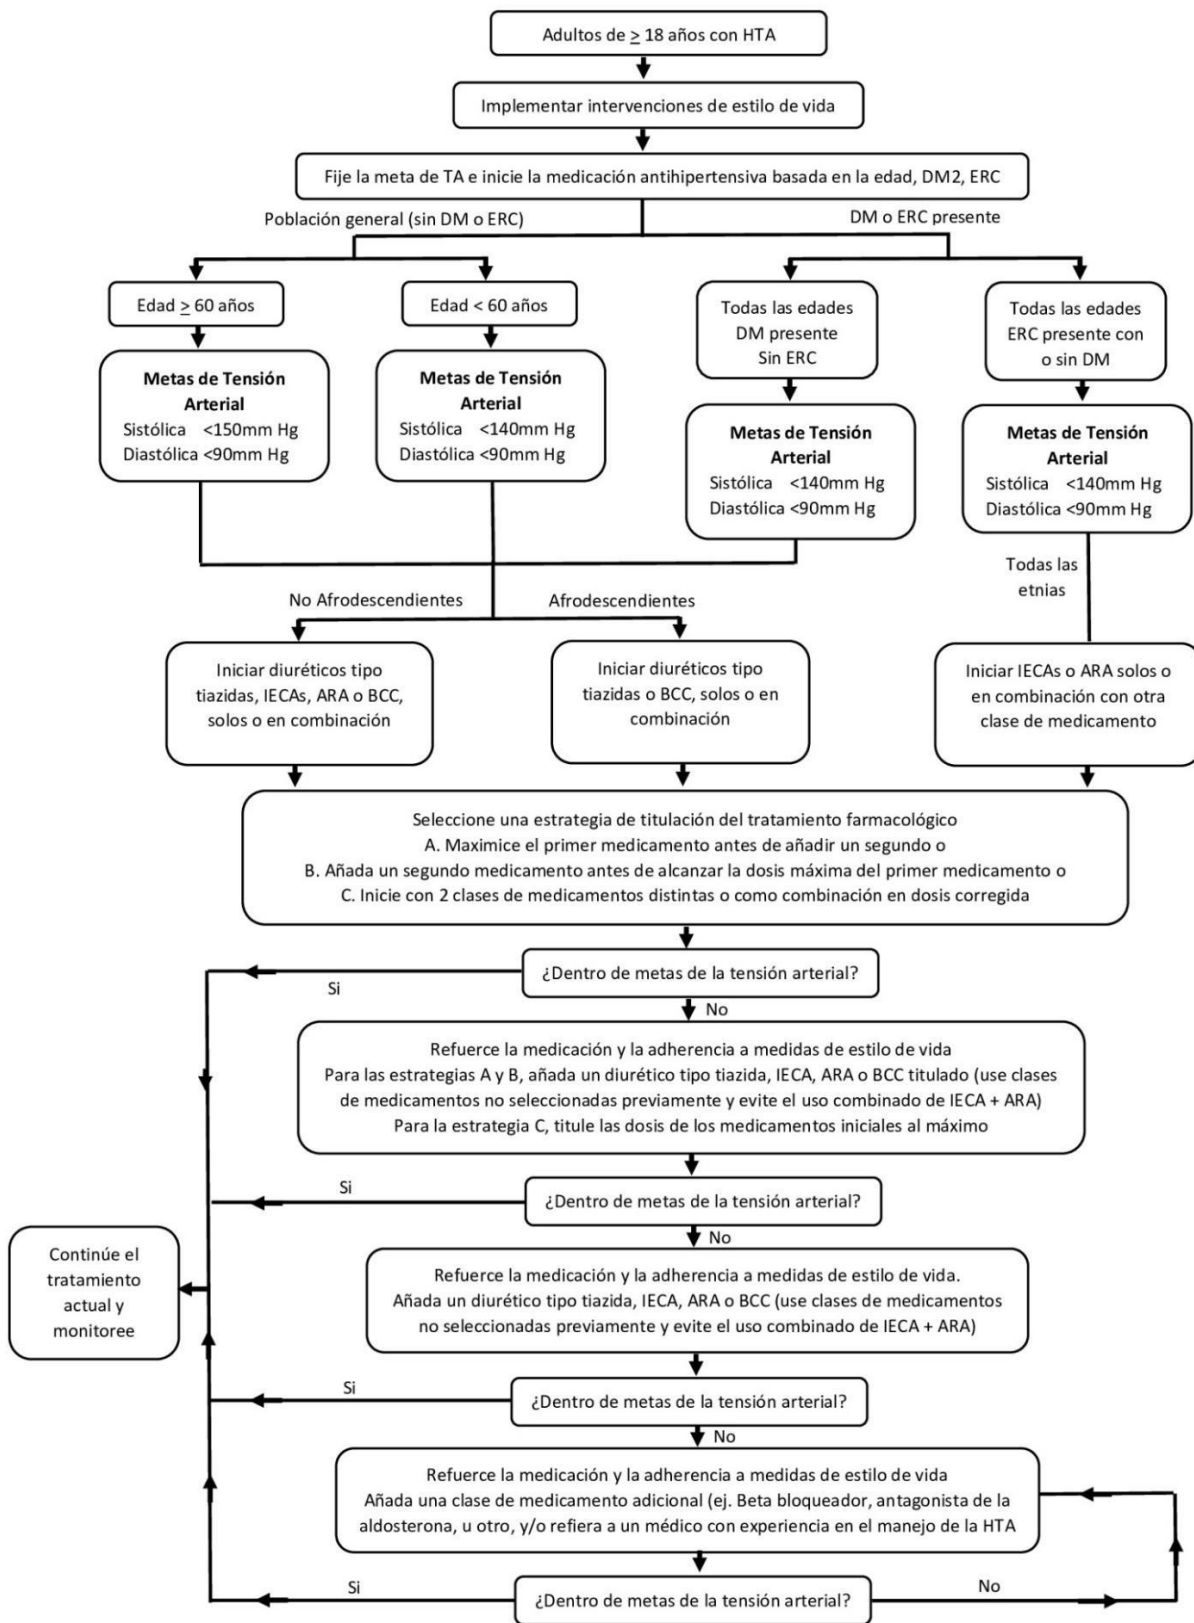 Adultos de ≥ 18 años con HTA
Implementar intervenciones de estilo de vida
Fije la meta de TA e inicie la medicación antihipertensiva basada en la edad, DM2, ERC
Población general (sin DM o ERC)
DM o ERC presente
Edad ≥ 60 años
Edad < 60 años
Todas las edades
DM presente
Sin ERC
Todas las edades
ERC presente con
o sin DM
Metas de Tensión
Arterial
Sistólica <150mm Hg
Diastólica <90mm Hg
Metas de Tensión
Arterial
Sistólica <140mm Hg
Diastólica <90mm Hg
Metas de Tensión
Arterial
Sistólica <140mm Hg
Diastólica <90mm Hg
Metas de Tensión
Arterial
Sistólica <140mm Hg
Diastólica <90mm Hg
Todas las
etnias
No Afrodescendientes
Afrodescendientes
Iniciar diuréticos tipo
tiazidas, IECAs, ARA o BCC,
solos o en combinación
Iniciar diuréticos tipo
tiazidas o BCC, solos o en
combinación
Iniciar IECAs o ARA solos o
en combinación con otra
clase de medicamento
Seleccione una estrategia de titulación del tratamiento farmacológico
A. Maximice el primer medicamento antes de añadir un segundo o
B. Añada un segundo medicamento antes de alcanzar la dosis máxima del primer medicamento o
C. Inicie con 2 clases de medicamentos distintas o como combinación en dosis corregida
¿Dentro de metas de la tensión arterial?
Si
No
Refuerce la medicación y la adherencia a medidas de estilo de vida
Para las estrategias A y B, añada un diurético tipo tiazida, IECA, ARA o BCC titulado (use clases
de medicamentos no seleccionadas previamente y evite el uso combinado de IECA + ARA)
Para la estrategia C, titule las dosis de los medicamentos iniciales al máximo
Si
¿Dentro de metas de la tensión arterial?
No
Continúe el
tratamiento
actual y
monitoree
Refuerce la medicación y la adherencia a medidas de estilo de vida.
Añada un diurético tipo tiazida, IECA, ARA o BCC (use clases de medicamentos
no seleccionadas previamente y evite el uso combinado de IECA + ARA)
Si
¿Dentro de metas de la tensión arterial?
No
Refuerce la medicación y la adherencia a medidas de estilo de vida
Añada una clase de medicamento adicional (ej. Beta bloqueador, antagonista de la
aldosterona, u otro, y/o refiera a un médico con experiencia en el manejo de la HTA
Si
¿Dentro de metas de la tensión arterial?
No